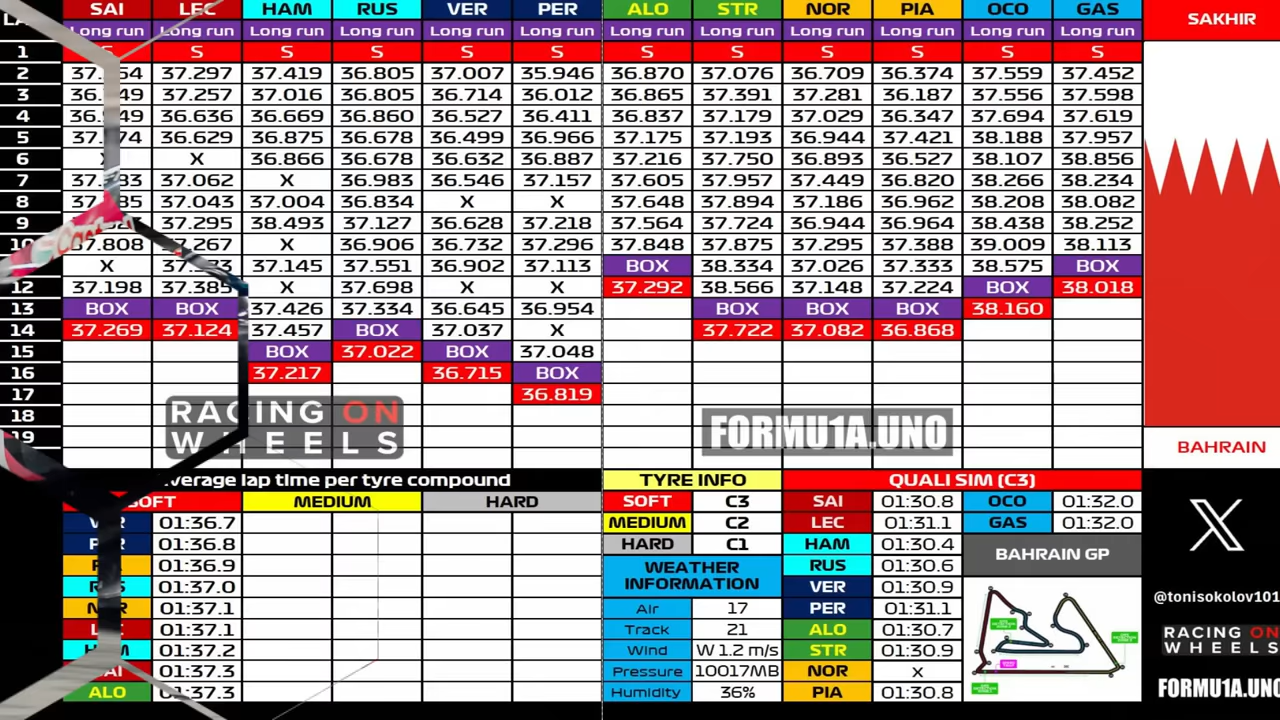 SAI LEC HAM RUS VER PER ALO STR NOR PIA OCO GAS SAKHIR
Long run Long run Long run Long run Long run Long run Long run Long run Long run Long run Long run Long run
1 S S S S S S S S S S S S
2 37.297 37.419 36.805 37.007 35.946 36.870 37.076 36.709 36.374 37.559 37.452
3 37.257 37.016 36.805 36.714 36.012 36.865 37.391 37.281 36.187 37.556 37.598
4 36.636 36.669 36.860 36.527 36.411 36.837 37.179 37.029 36.347 37.694 37.619
5 36.629 36.875 36.678 36.499 36.966 37.175 37.193 36.944 37.421 38.188 37.957
6 X 36.866 36.678 36.632 36.887 37.216 37.750 36.893 36.527 38.107 38.856
7 37.062 X 36.983 36.546 37.157 37.605 37.957 37.449 36.820 38.266 38.234
8 37.043 37.004 36.834 X X 37.648 37.894 37.186 36.962 38.208 38.082
9 37.295 38.493 37.127 36.628 37.218 37.564 37.724 36.944 36.964 38.438 38.252
10 37.808 X 36.906 36.732 37.296 37.848 37.875 37.295 37.388 39.009 38.113
X 37.145 37.551 36.902 37.113 BOX 38.334 37.026 37.333 38.575 BOX
12 37.198 37.385 X 37.698 X X 37.292 38.566 37.148 37.224 BOX 38.018
13 BOX BOX 37.426 37.334 36.645 36.954 BOX BOX BOX 38.160
14 37.269 37.124 37.457 BOX 37.037 X 37.722 37.082 36.868
15 BOX 37.022 BOX 37.048
16 37.217 36.715 BOX
17 36.819
18
19
RACING ON WHEELS
FORMU1A.UNO
BAHRAIN
average lap time per tyre compound TYRE INFO QUALI SIM (C3)
SOFT MEDIUM HARD SOFT C3 SAI 01:30.8 OCO 01:32.0
VER 01:36.7 MEDIUM C2 LEC 01:31.1 GAS 01:32.0
PER 01:36.8 HARD C1 HAM 01:30.4 BAHRAIN GP
01:36.9 WEATHER INFORMATION RUS 01:30.6
RUS 01:37.0 VER 01:30.9
NOR 01:37.1 Air 17 PER 01:31.1
LEC 01:37.1 Track 21 ALO 01:30.7
HAM 01:37.2 Wind W 1.2 m/s STR 01:30.9
SAI 01:37.3 Pressure 10017MB NOR x
ALO 01:37.3 Humidity 36% PIA 01:30.8
X
@tonisokolov101
RACING ON
WHEELS
FORMU1A.UNO